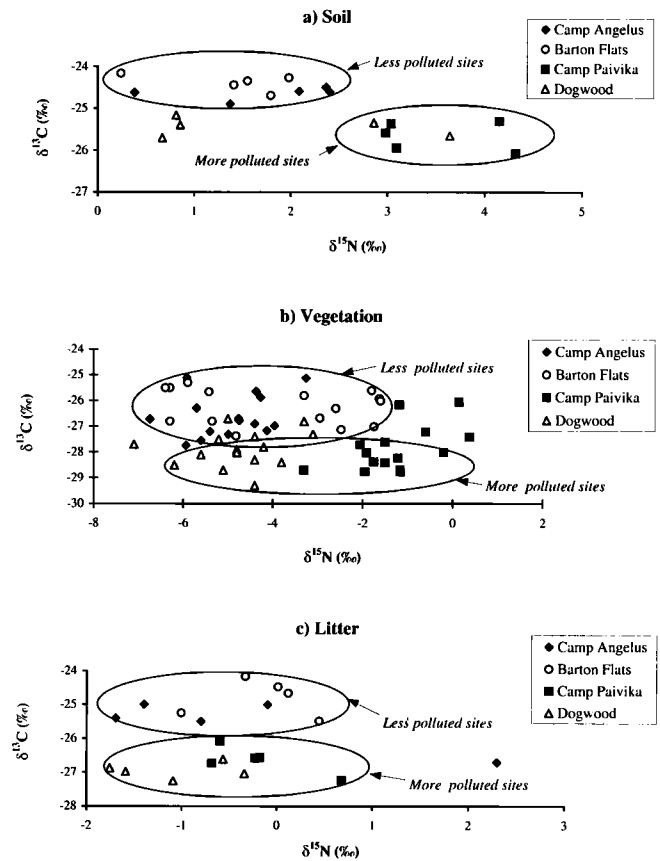 a) Soil
Camp Angelus
Barton Flats
Camp Paivika
Dogwood
Less polluted sites
More polluted sites
-23
-24
-25
-26
-27
δ¹³C (‰)
0 1 2 3 4 5
δ¹⁵N (‰)
b) Vegetation
Camp Angelus
Barton Flats
Camp Paivika
Dogwood
Less polluted sites
More polluted sites
-24
-25
-26
-27
-28
-29
-30
δ¹³C (‰)
-8 -6 -4 -2 0 2
δ¹⁵N (‰)
c) Litter
Camp Angelus
Barton Flats
Camp Paivika
Dogwood
Less polluted sites
More polluted sites
-24
-25
-26
-27
-28
δ¹³C (‰)
-2 -1 0 1 2 3
δ¹⁵N (‰)